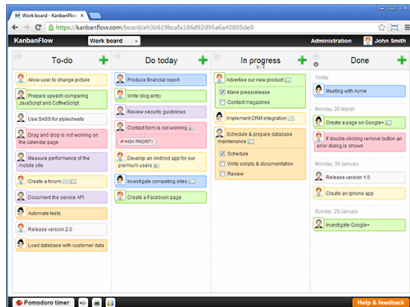 Work board - KanbanFlow
https://kanbanflow.com/board/a93b619bcafa186d92d95a6a40805de0
KanbanFlow
Work board
Administration
John Smith
To-do
Allow user to change picture
Prepare speech comparing
JavaScript and CoffeeScript
Use SASS for stylesheets
Drag and drop is not working on
the calendar page
Measure performance of the
mobile site
Create a forum
Document the service API
Automate tests
Release version 2.0
Load database with customer data
Do today
Produce financial report
Write blog entry
Review security guidelines
Contact form is not working
HIGH PRIORITY
Develop an Android app for our
premium users
Investigate competing sites
Create a Facebook page
In progress
Advertise our new product
Make pressrelease
Contact magazines
Implement CRM integration
Schedule & prepare database
maintenance
Schedule
Write scripts & documentation
Review
Done
Today
Meeting with Acme
Monday, 25 March
Create a page on Google+
If double-clicking remove button an
error dialog is shown
Monday, 30 January
Release version 1.0
Create an iphone app
Sunday, 29 January
Investigate Google+
Pomodoro timer
Help & feedback